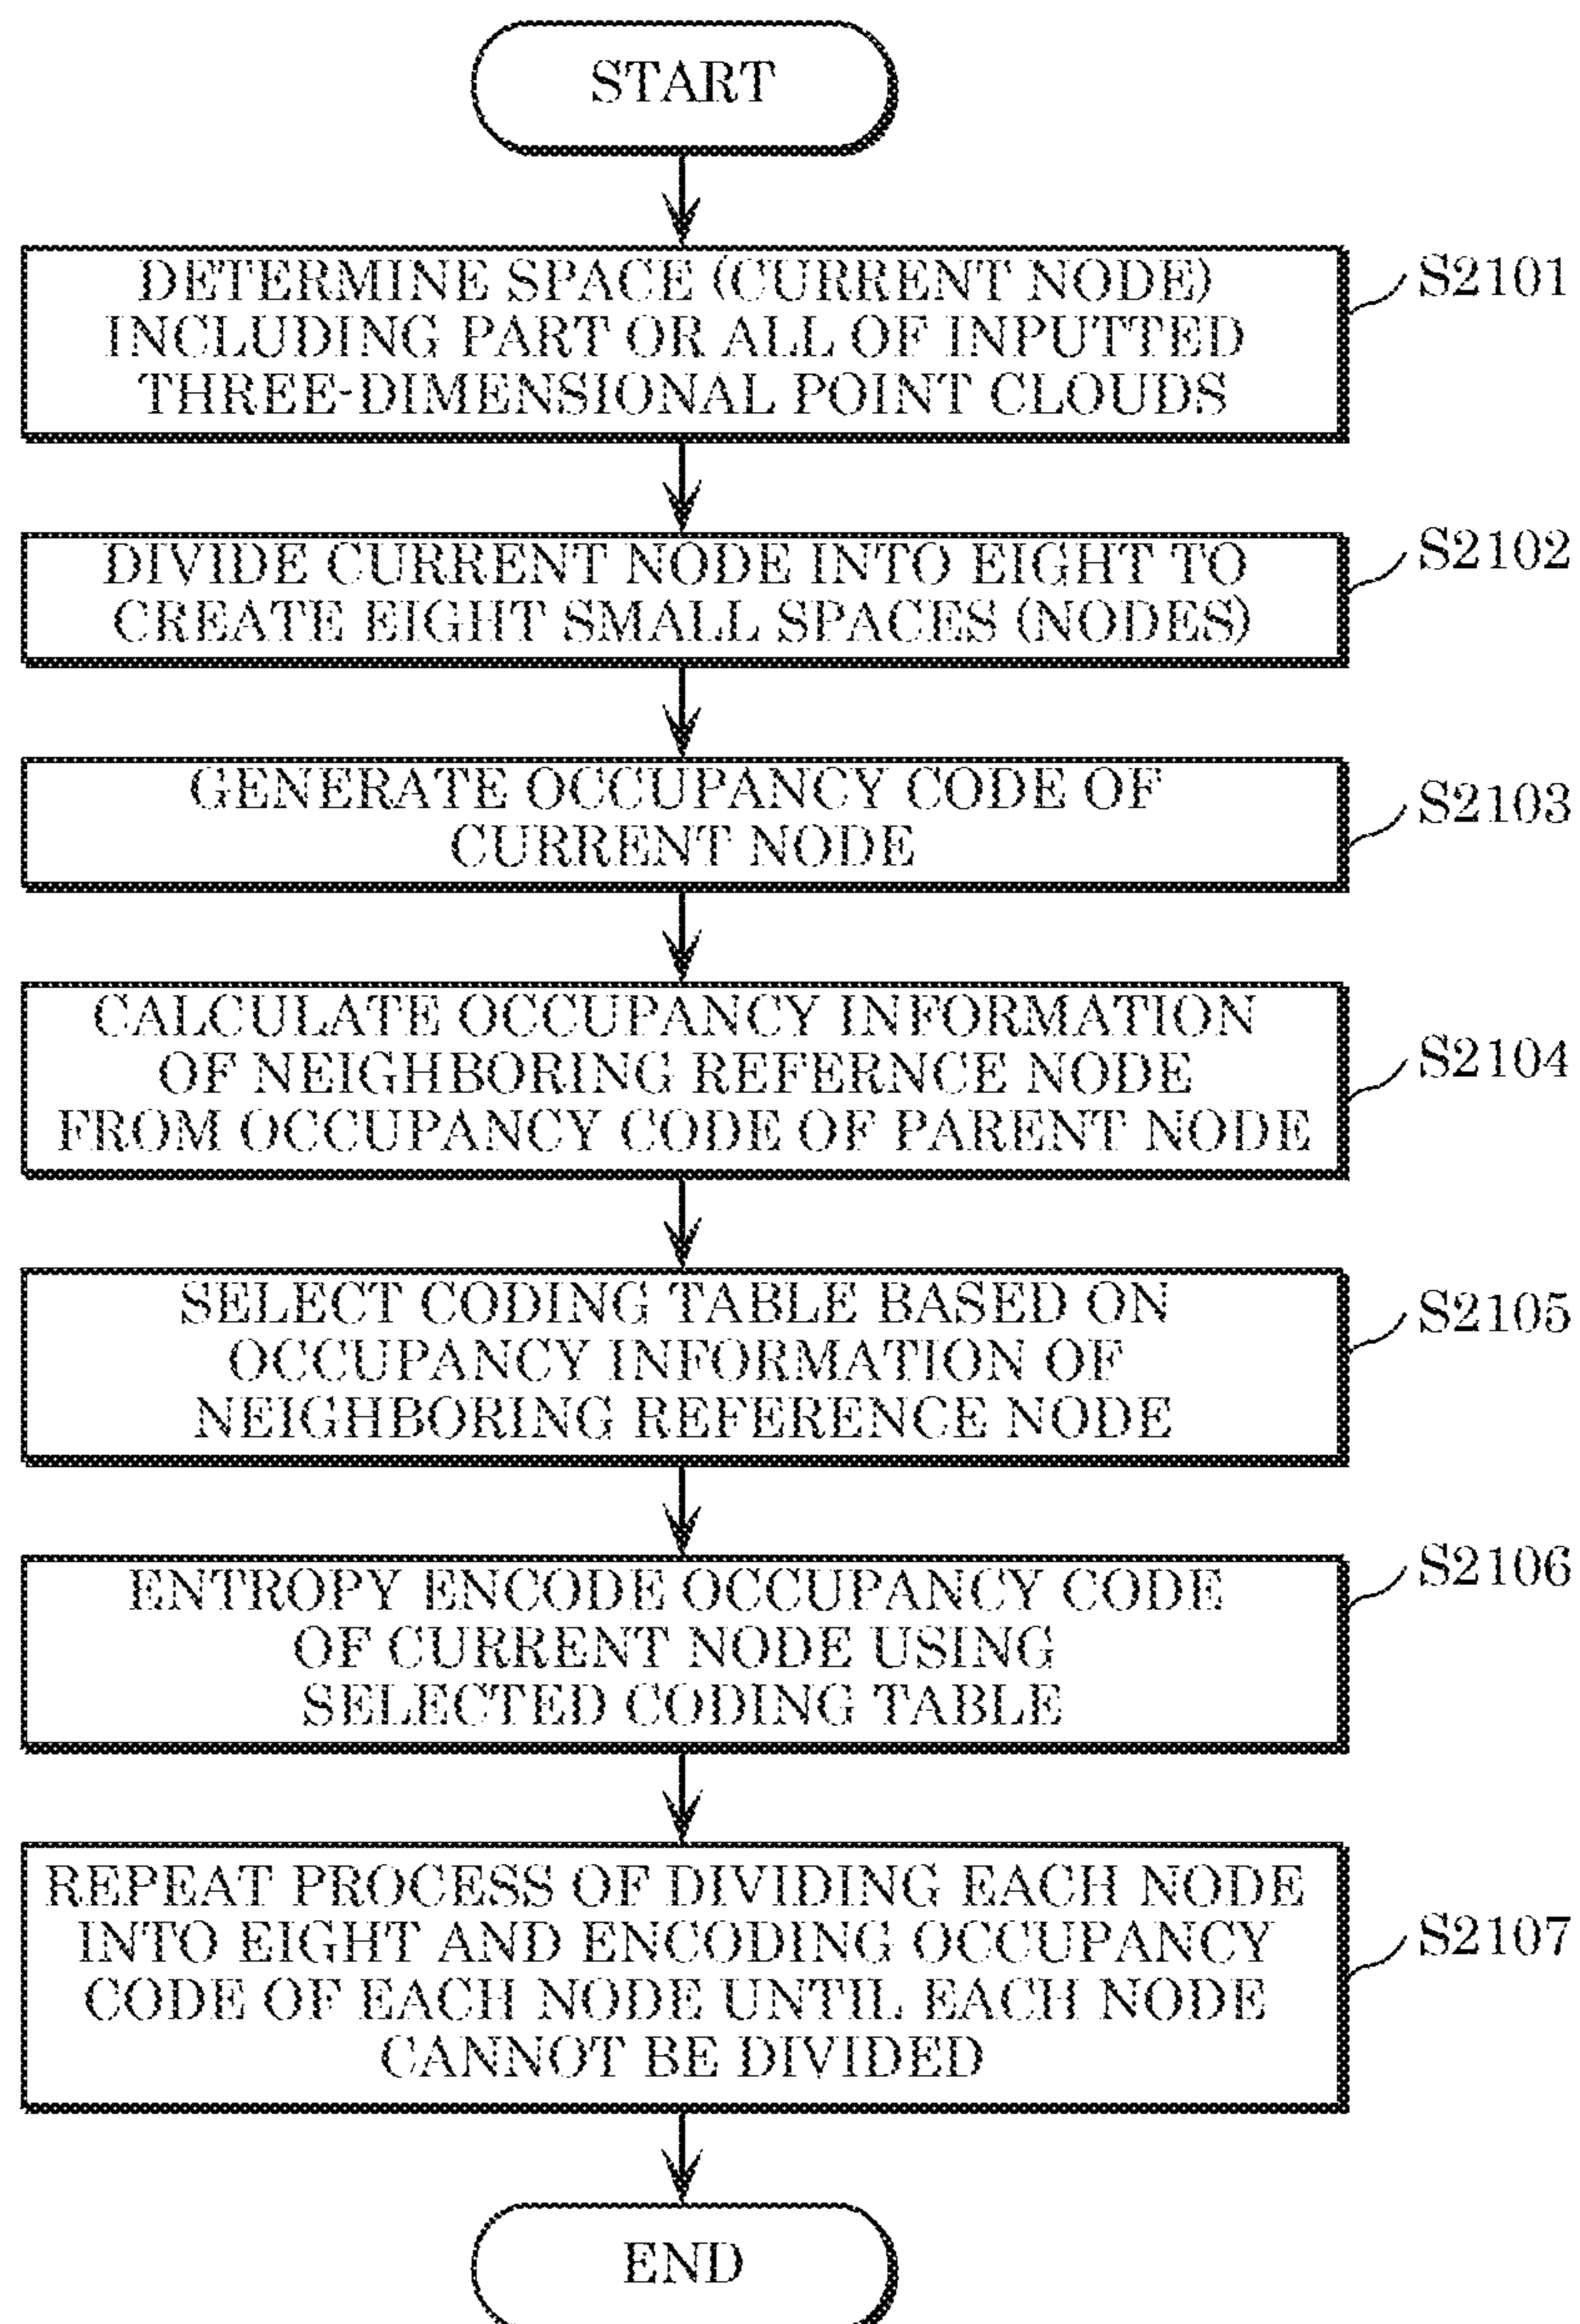 START
DETERMINE SPACE (CURRENT NODE)
INCLUDING PART OR ALL OF INPUTTED
THREE-DIMENSIONAL POINT CLOUDS
S2101
DIVIDE CURRENT NODE INTO EIGHT TO
CREATE EIGHT SMALL SPACES (NODES)
S2102
GENERATE OCCUPANCY CODE OF
CURRENT NODE
S2103
CALCULATE OCCUPANCY INFORMATION
OF NEIGHBORING REFERNCE NODE
FROM OCCUPANCY CODE OF PARENT NODE
S2104
SELECT CODING TABLE BASED ON
OCCUPANCY INFORMATION OF
NEIGHBORING REFERENCE NODE
S2105
ENTROPY ENCODE OCCUPANCY CODE
OF CURRENT NODE USING
SELECTED CODING TABLE
S2106
REPEAT PROCESS OF DIVIDING EACH NODE
INTO EIGHT AND ENCODING OCCUPANCY
CODE OF EACH NODE UNTIL EACH NODE
CANNOT BE DIVIDED
S2107
END